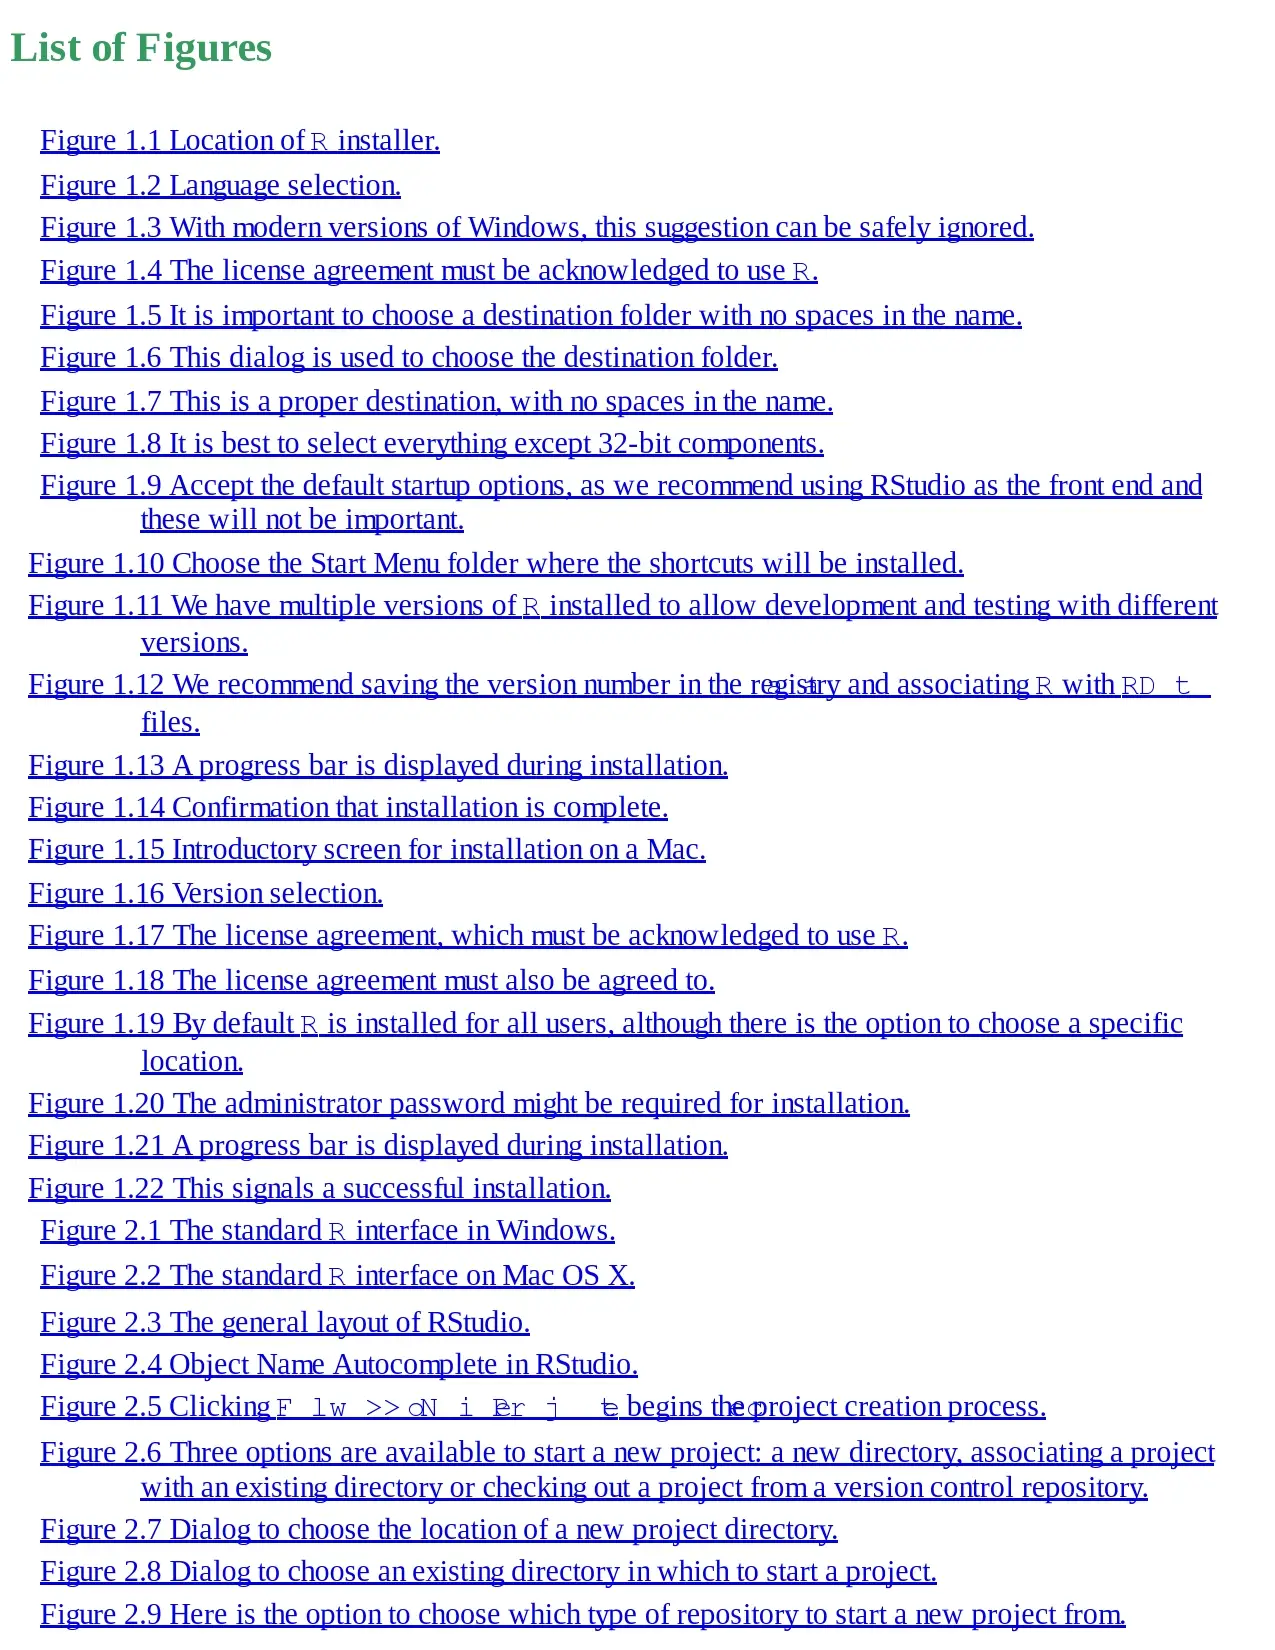 List of Figures
Figure 1.1 Location of R installer.
Figure 1.2 Language selection.
Figure 1.3 With modern versions of Windows, this suggestion can be safely ignored.
Figure 1.4 The license agreement must be acknowledged to use R.
Figure 1.5 It is important to choose a destination folder with no spaces in the name.
Figure 1.6 This dialog is used to choose the destination folder.
Figure 1.7 This is a proper destination, with no spaces in the name.
Figure 1.8 It is best to select everything except 32-bit components.
Figure 1.9 Accept the default startup options, as we recommend using RStudio as the front end and
these will not be important.
Figure 1.10 Choose the Start Menu folder where the shortcuts will be installed.
Figure 1.11 We have multiple versions of R installed to allow development and testing with different
versions.
Figure 1.12 We recommend saving the version number in the registry and associating R with
files.
Figure 1.13 A progress bar is displayed during installation.
Figure 1.14 Confirmation that installation is complete.
Figure 1.15 Introductory screen for installation on a Mac.
Figure 1.16 Version selection.
Figure 1.17 The license agreement, which must be acknowledged to use R.
Figure 1.18 The license agreement must also be agreed to.
Figure 1.19 By default R is installed for all users, although there is the option to choose a specific
location.
Figure 1.20 The administrator password might be required for installation.
Figure 1.21 A progress bar is displayed during installation.
Figure 1.22 This signals a successful installation.
Figure 2.1 The standard R interface in Windows.
Figure 2.2 The standard R interface on Mac OS X.
Figure 2.3 The general layout of RStudio.
Figure 2.4 Object Name Autocomplete in RStudio.
Figure 2.5 Clicking begins the project creation process.
Figure 2.6 Three options are available to start a new project: a new directory, associating a project
with an existing directory or checking out a project from a version control repository.
Figure 2.7 Dialog to choose the location of a new project directory.
Figure 2.8 Dialog to choose an existing directory in which to start a project.
Figure 2.9 Here is the option to choose which type of repository to start a new project from.